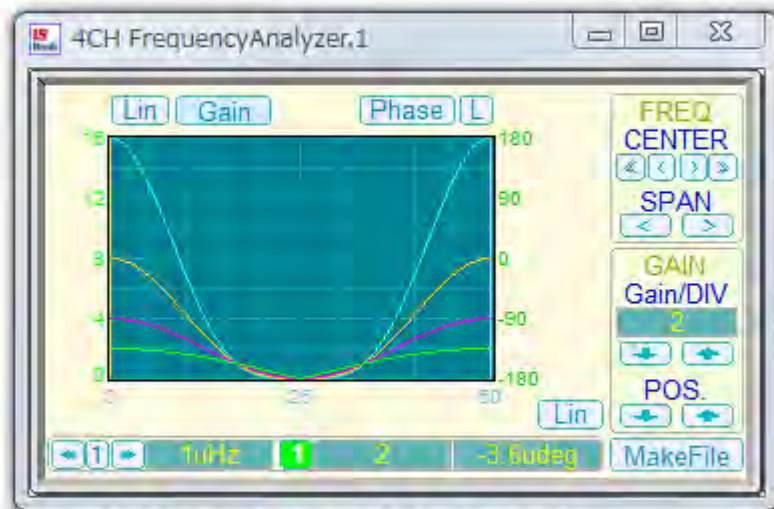 4CH FrequencyAnalyzer.1
Lin Gain Phase L
FREQ
CENTER
SPAN
16 180
12 90
8 0
4 -90
0 -180
0 25 50
GAIN
Gain/DIV
2
POS.
Lin
1 1uHz 1 2 -3.6udeg MakeFile